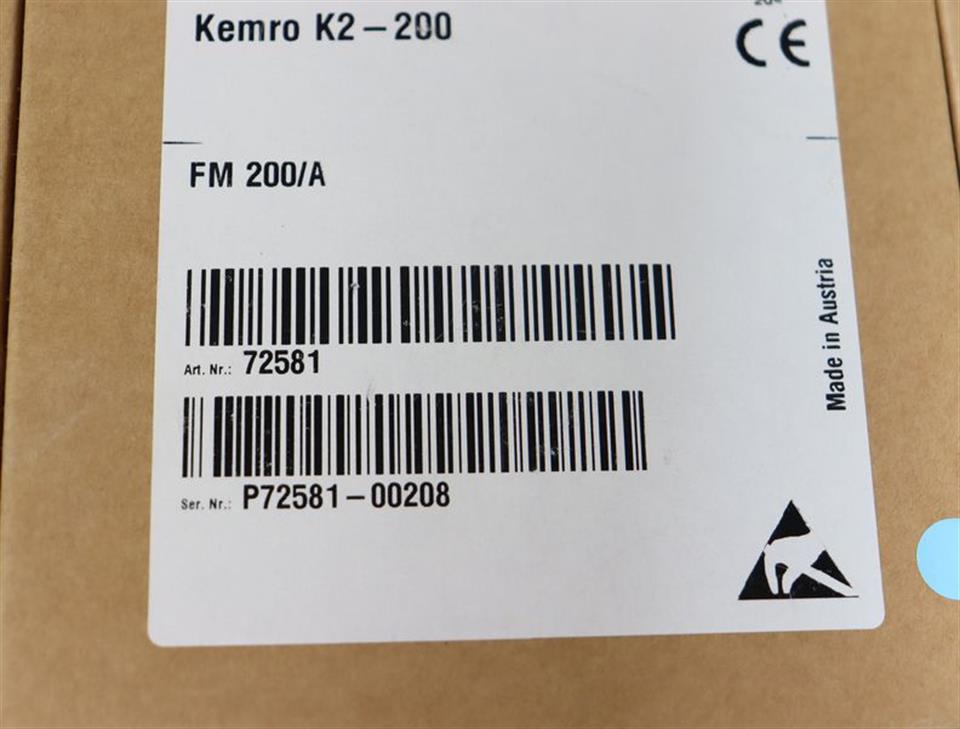 Kemro K2-200
CE
FM 200/A
Made in Austria
Art. Nr.: 72581
Ser. Nr.: P72581-00208